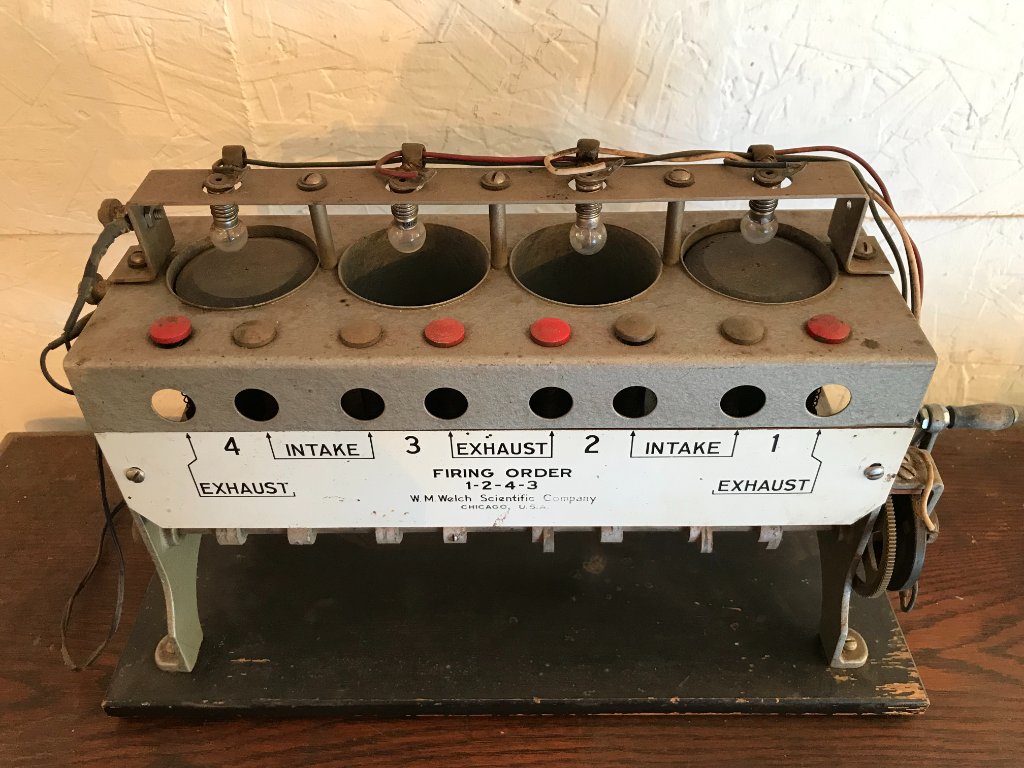 4 INTAKE 3 EXHAUST 2 INTAKE 1
EXHAUST
EXHAUST
FIRING ORDER
1-2-4-3
W. M. Welch Scientific Company
CHICAGO, U.S.A.